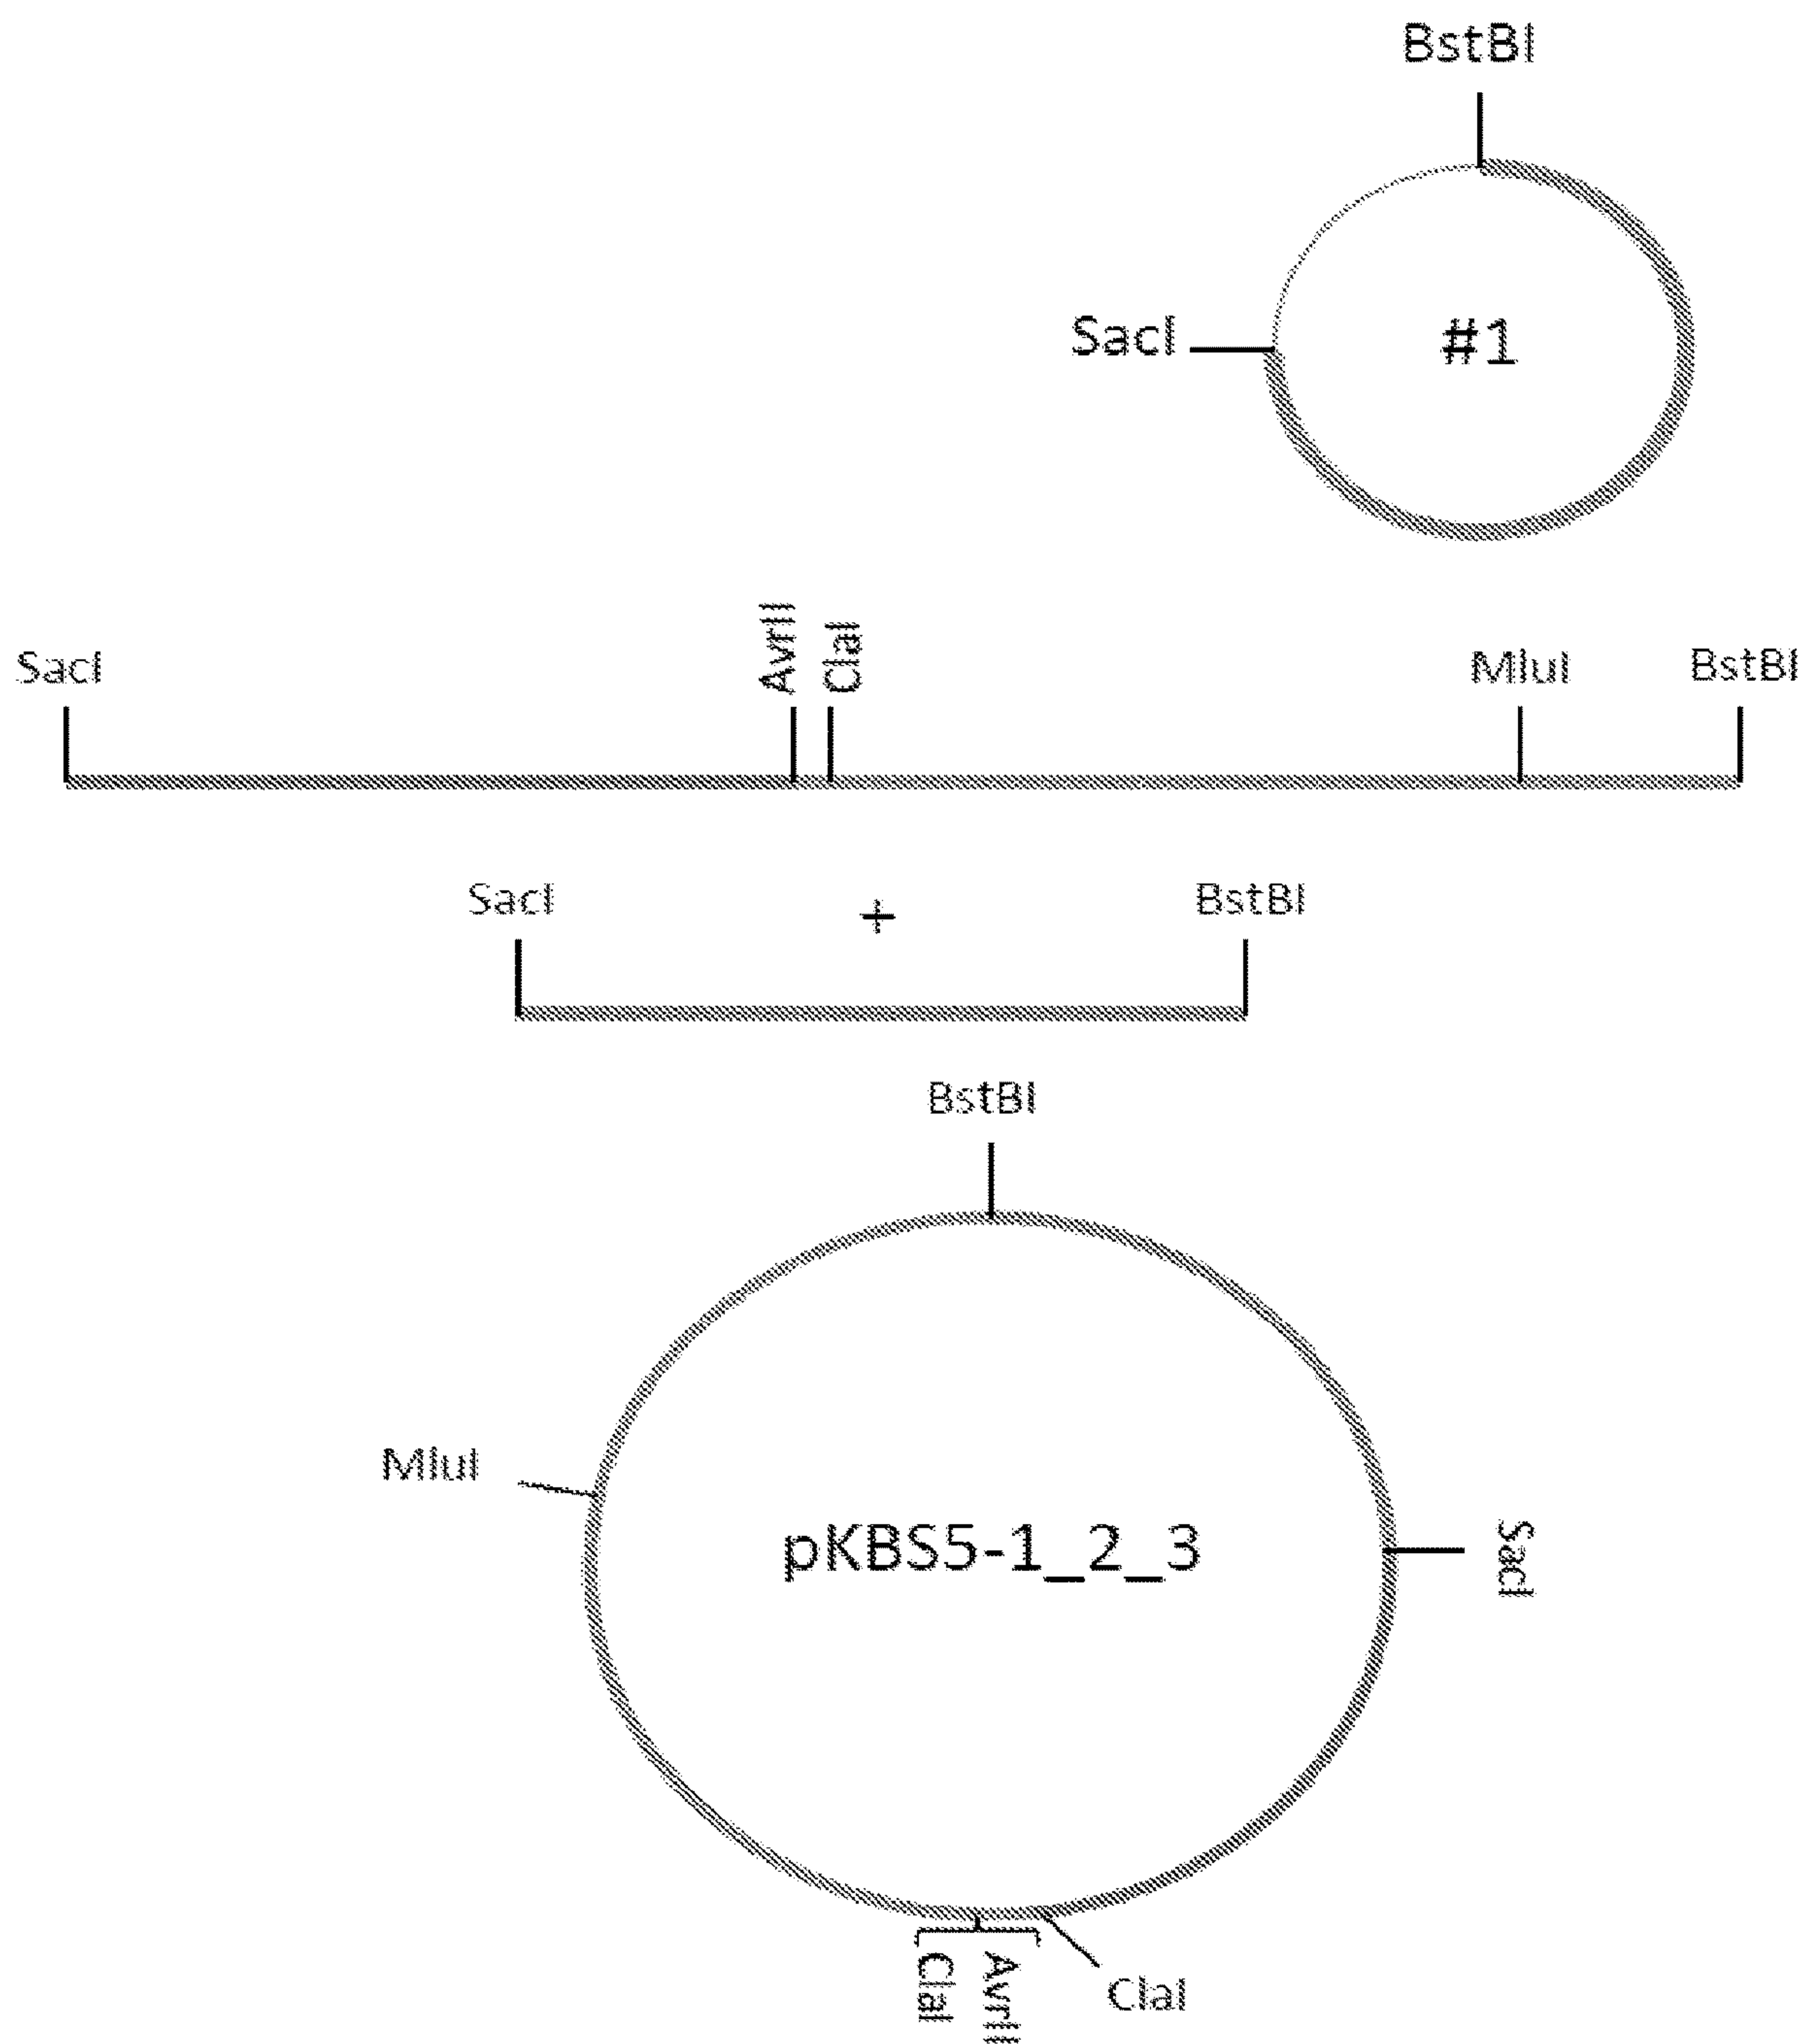 BstBI
SacI
#1
SacI
AvrII
ClaI
MluI
BstBI
SacI
+
BstBI
BstBI
MluI
pKBS5-1_2_3
SacI
ClaI
AvrII
ClaI